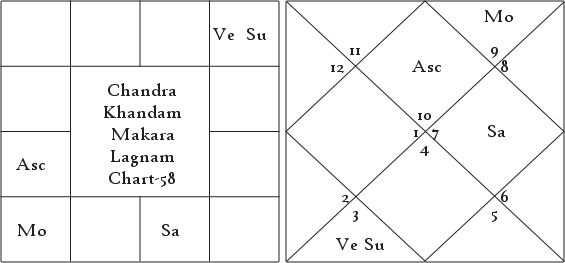 Ve Su
Chandra
Khandam
Makara
Lagnam
Chart-58
Asc
Mo
Sa
Mo
11
9
12
Asc
8
10
1 7
Sa
4
2
6
3
5
Ve Su